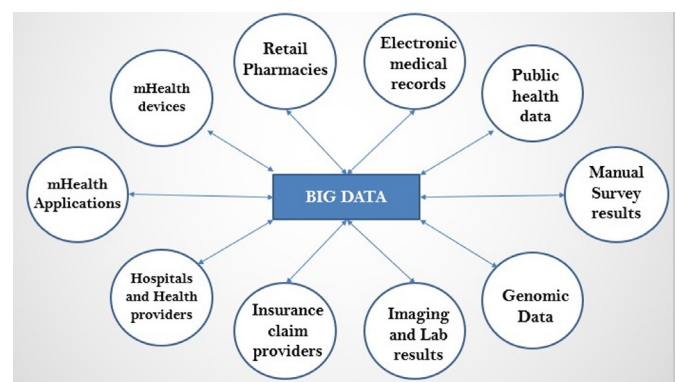 Retail
Pharmacies
Electronic
medical
records
mHealth
devices
Public
health
data
mHealth
Applications
BIG DATA
Manual
Survey
results
Hospitals
and Health
providers
Insurance
claim
providers
Imaging
and Lab
results
Genomic
Data